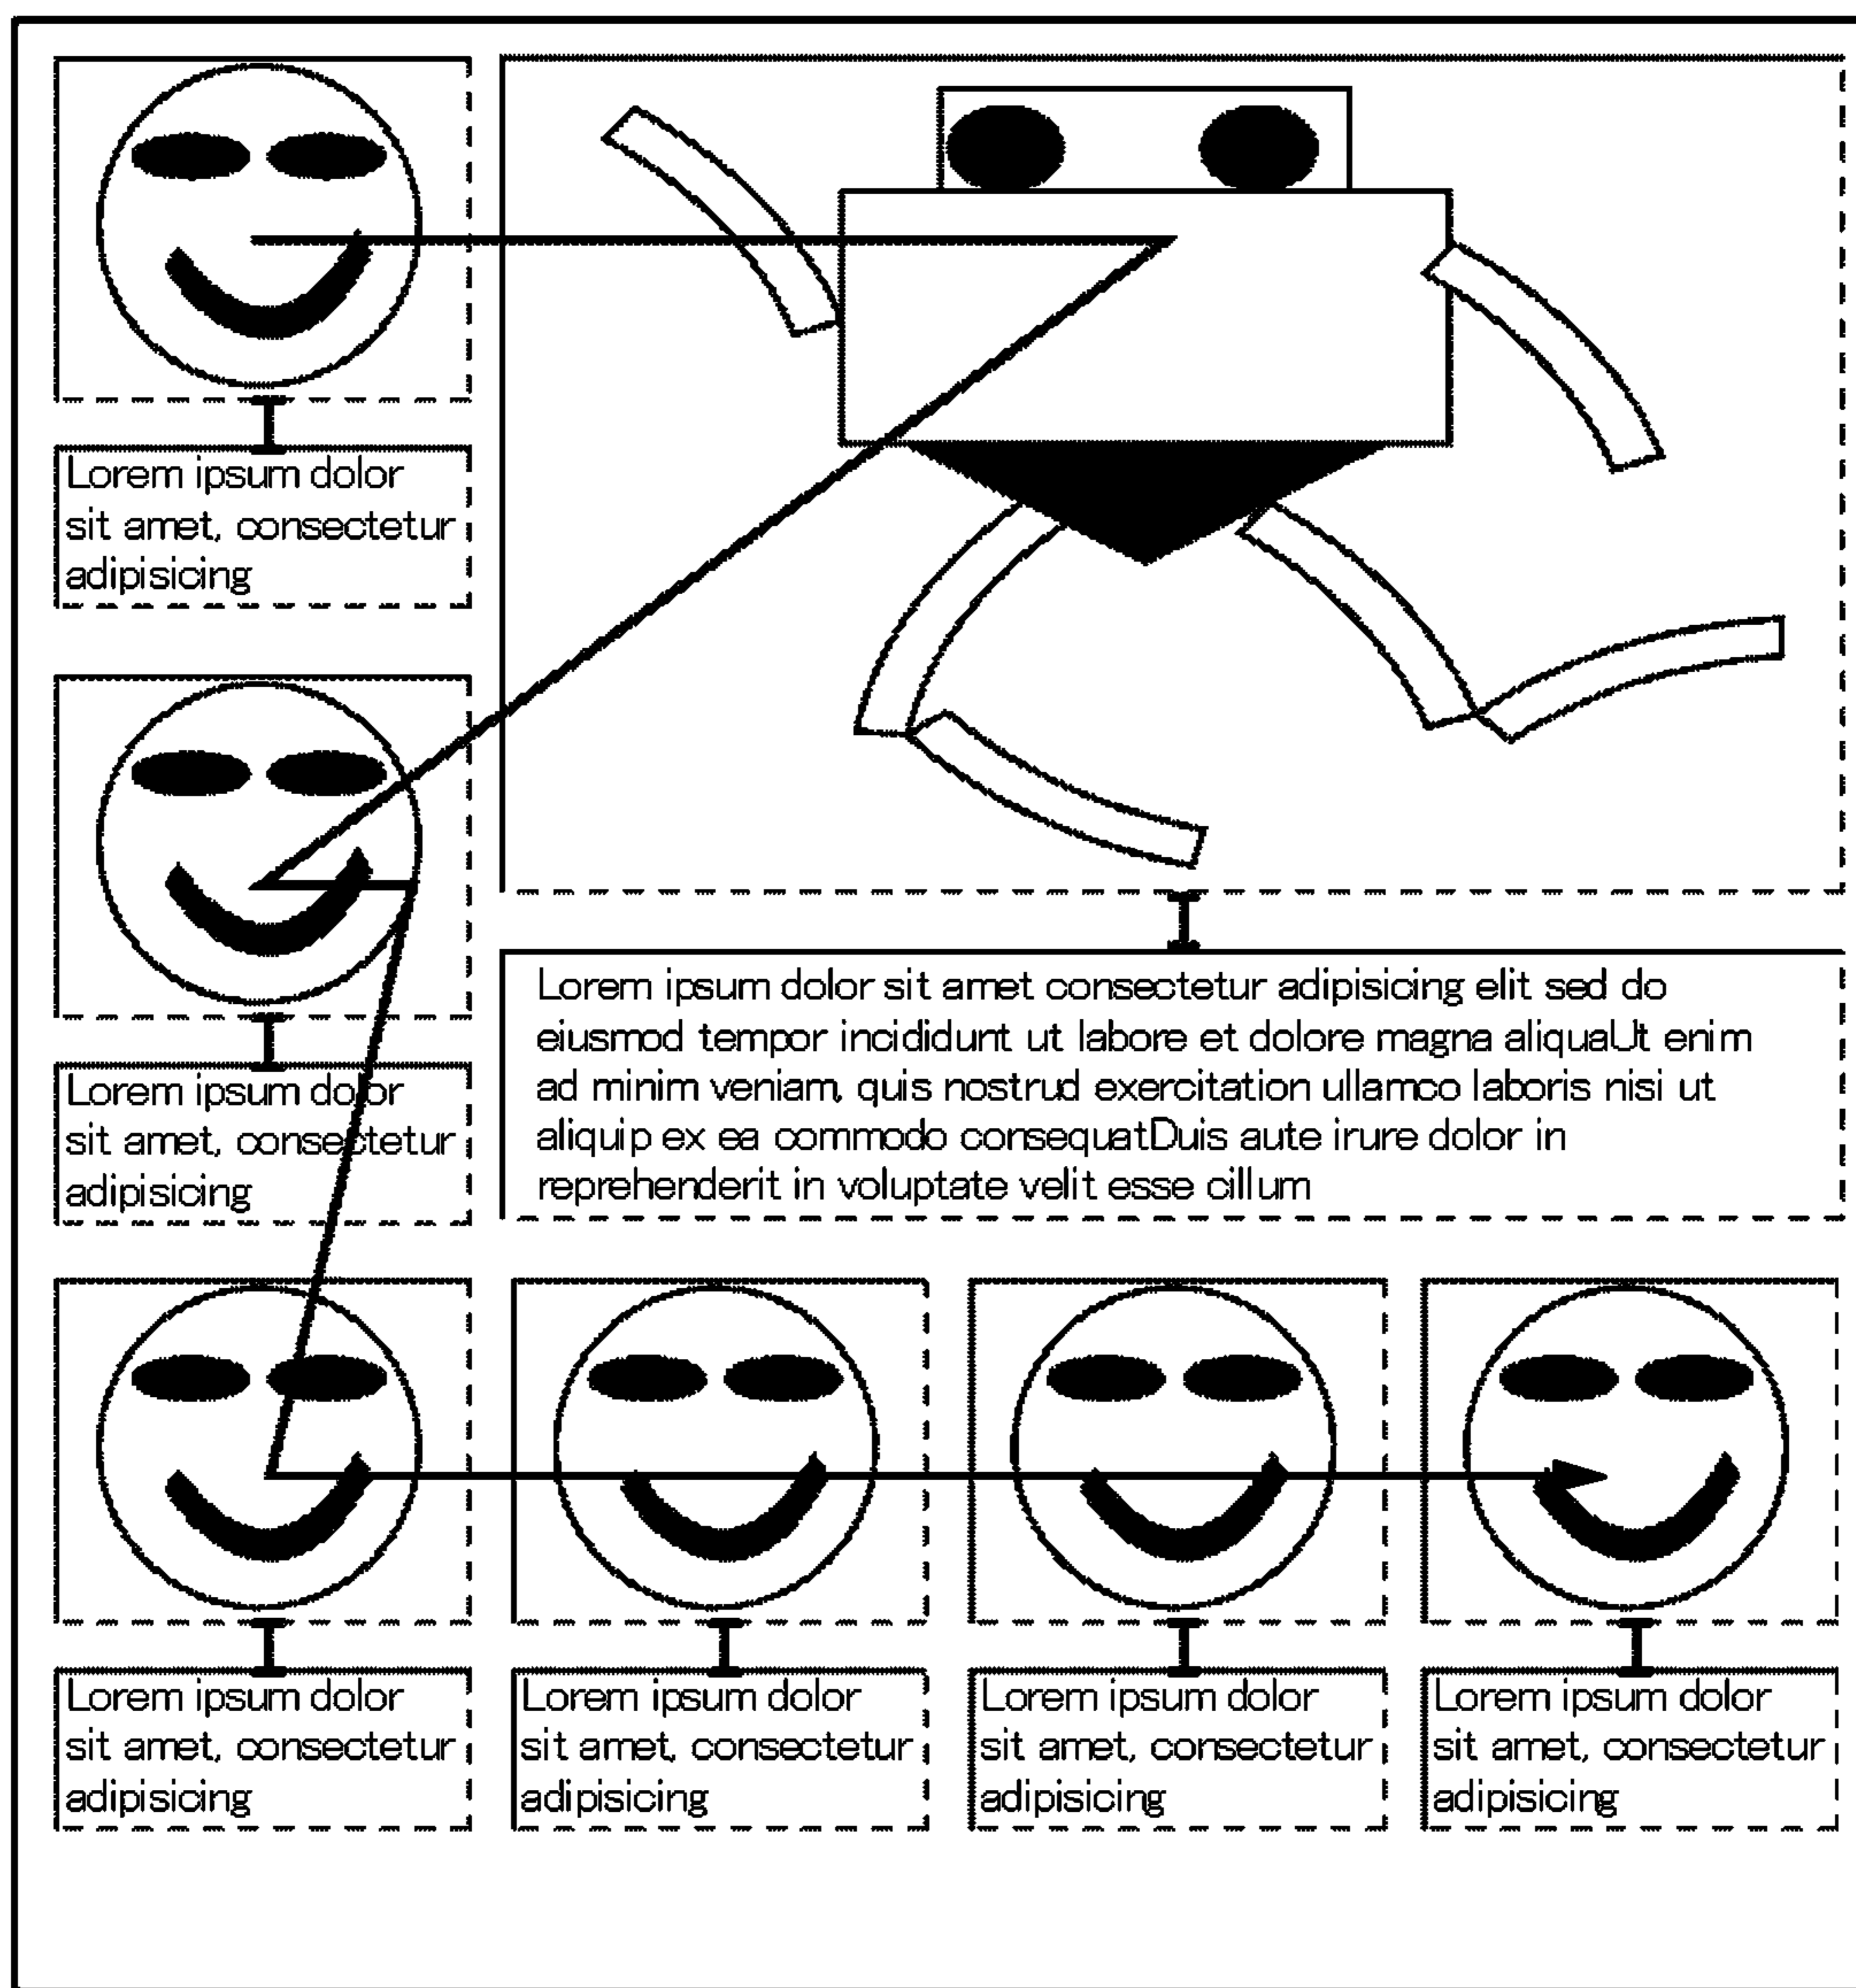 Lorem ipsum dolor
sit amet, consectetur
adipisicing
Lorem ipsum dolor
sit amet, consectetur
adipisicing
Lorem ipsum dolor sit amet consectetur adipisicing elit sed do
eiusmod tempor incididunt ut labore et dolore magna aliquaUt enim
ad minim veniam, quis nostrud exercitation ullamco laboris nisi ut
aliquip ex ea commodo consequatDuis aute irure dolor in
reprehenderit in voluptate velit esse cillum
Lorem ipsum dolor
sit amet, consectetur
adipisicing
Lorem ipsum dolor
sit amet, consectetur
adipisicing
Lorem ipsum dolor
sit amet, consectetur
adipisicing
Lorem ipsum dolor
sit amet, consectetur
adipisicing